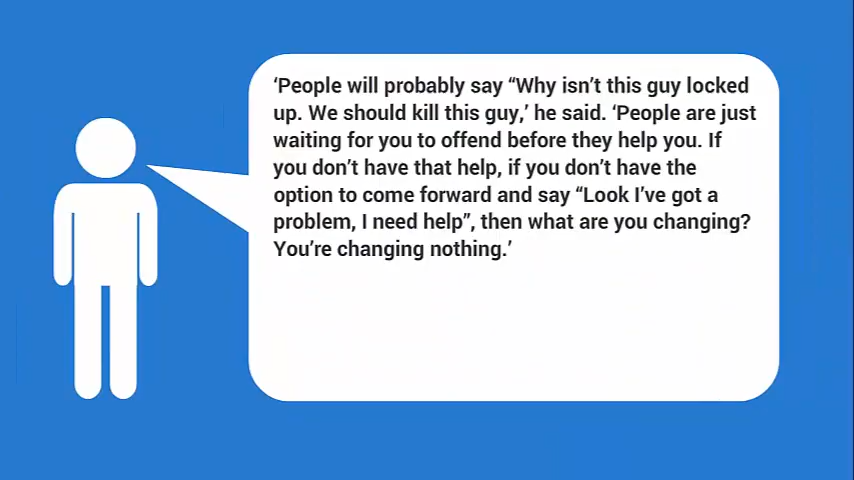 ‘People will probably say “Why isn’t this guy locked
up. We should kill this guy,’ he said. ‘People are just
waiting for you to offend before they help you. If
you don’t have that help, if you don’t have the
option to come forward and say “Look I’ve got a
problem, I need help”, then what are you changing?
You’re changing nothing.’